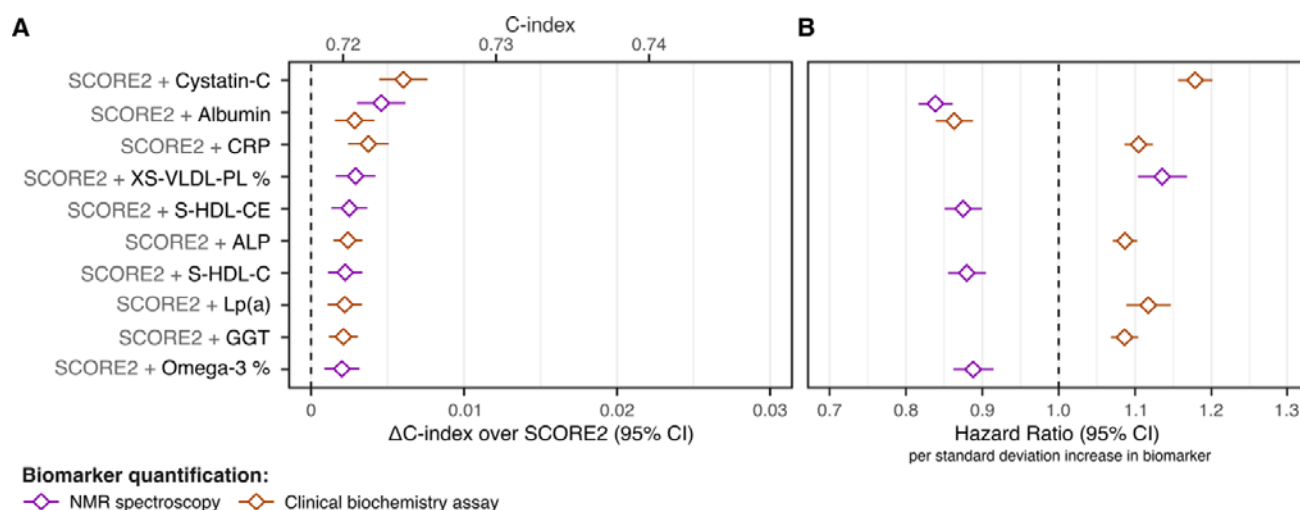 A
C-index
B
0.72 0.73 0.74
SCORE2 + Cystatin-C
SCORE2 + Albumin
SCORE2 + CRP
SCORE2 + XS-VLDL-PL %
SCORE2 + S-HDL-CE
SCORE2 + ALP
SCORE2 + S-HDL-C
SCORE2 + Lp(a)
SCORE2 + GGT
SCORE2 + Omega-3 %
0 0.01 0.02 0.03
ΔC-index over SCORE2 (95% CI)
0.7 0.8 0.9 1.0 1.1 1.2 1.3
Hazard Ratio (95% CI)
per standard deviation increase in biomarker
Biomarker quantification:
NMR spectroscopy Clinical biochemistry assay